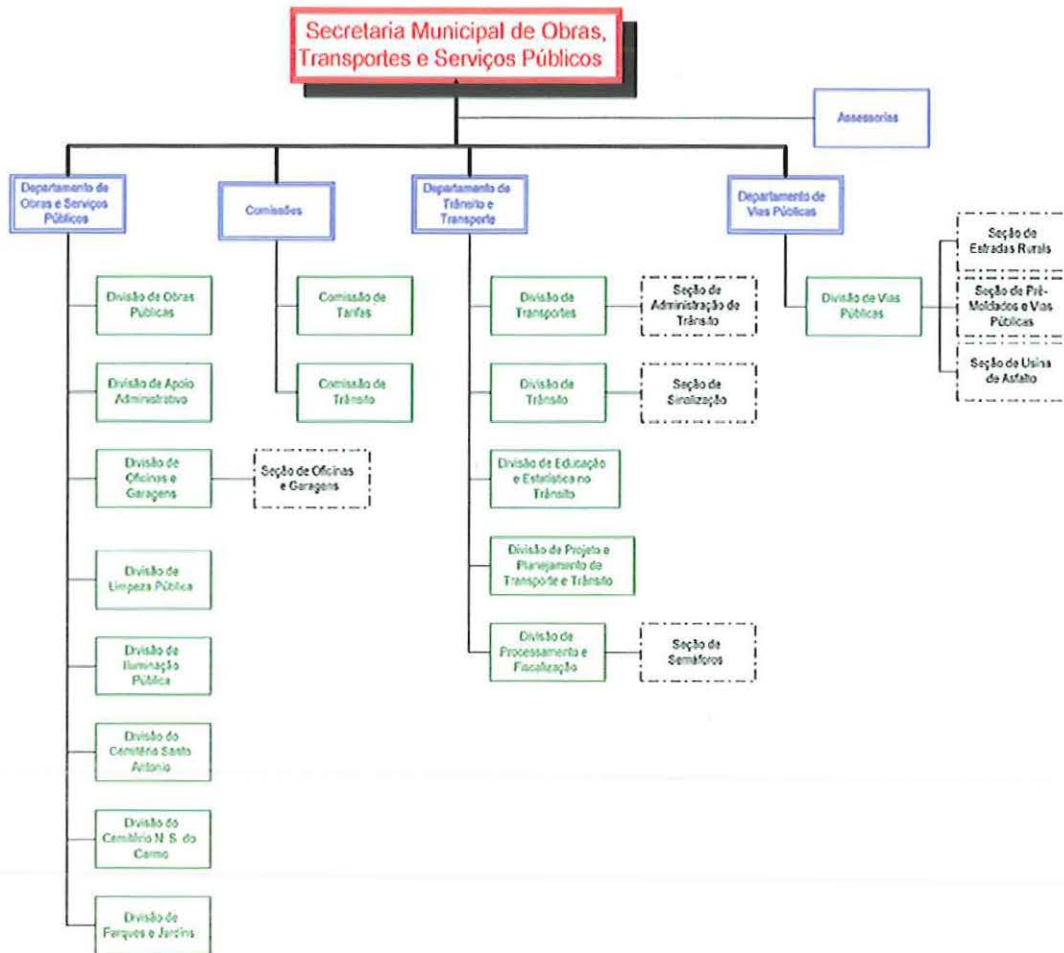 Secretaria Municipal de Obras,
Transportes e Serviços Públicos
Assessorias
Departamento de
Obras e Serviços
Públicos
Comissões
Departamento de
Trânsito e
Transporte
Departamento de
Vias Públicas
Divisão de Obras
Públicas
Divisão de Apoio
Administrativo
Divisão de
Oficinas e
Garagens
Seção de Oficinas
e Garagens
Divisão de
Limpeza Pública
Divisão de
Iluminação
Pública
Divisão do
Cemitério Santo
Antonio
Divisão do
Cemitério N. S. do
Carmo
Divisão de
Parques e Jardins
Comissão de
Tarifas
Comissão de
Trânsito
Divisão de
Transportes
Seção de
Administração de
Trânsito
Divisão de
Trânsito
Seção de
Sinalização
Divisão de Educação
e Estatística no
Trânsito
Divisão de Projeto e
Planejamento de
Transporte e Trânsito
Divisão de
Processamento e
Fiscalização
Seção de
Semáforos
Divisão de Vias
Públicas
Seção de
Estradas Rurais
Seção de Pré-
Moldados e Vias
Públicas
Seção de Usina
de Asfalto